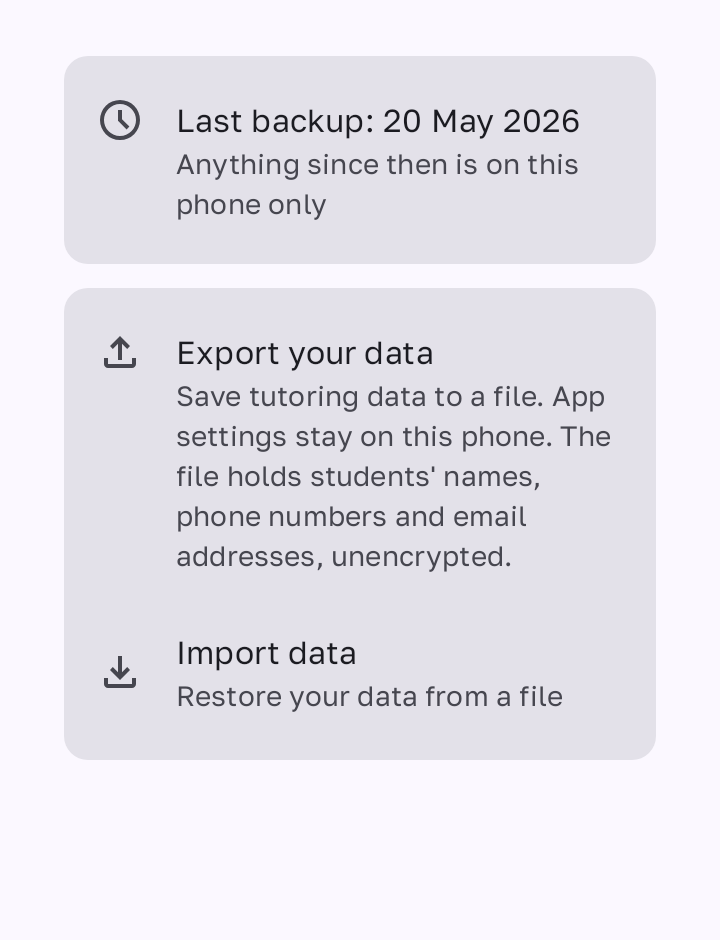 Last backup: 20 May 2026
Anything since then is on this
phone only
Export your data
Save tutoring data to a file. App
settings stay on this phone. The
file holds students' names,
phone numbers and email
addresses, unencrypted.
Import data
Restore your data from a file